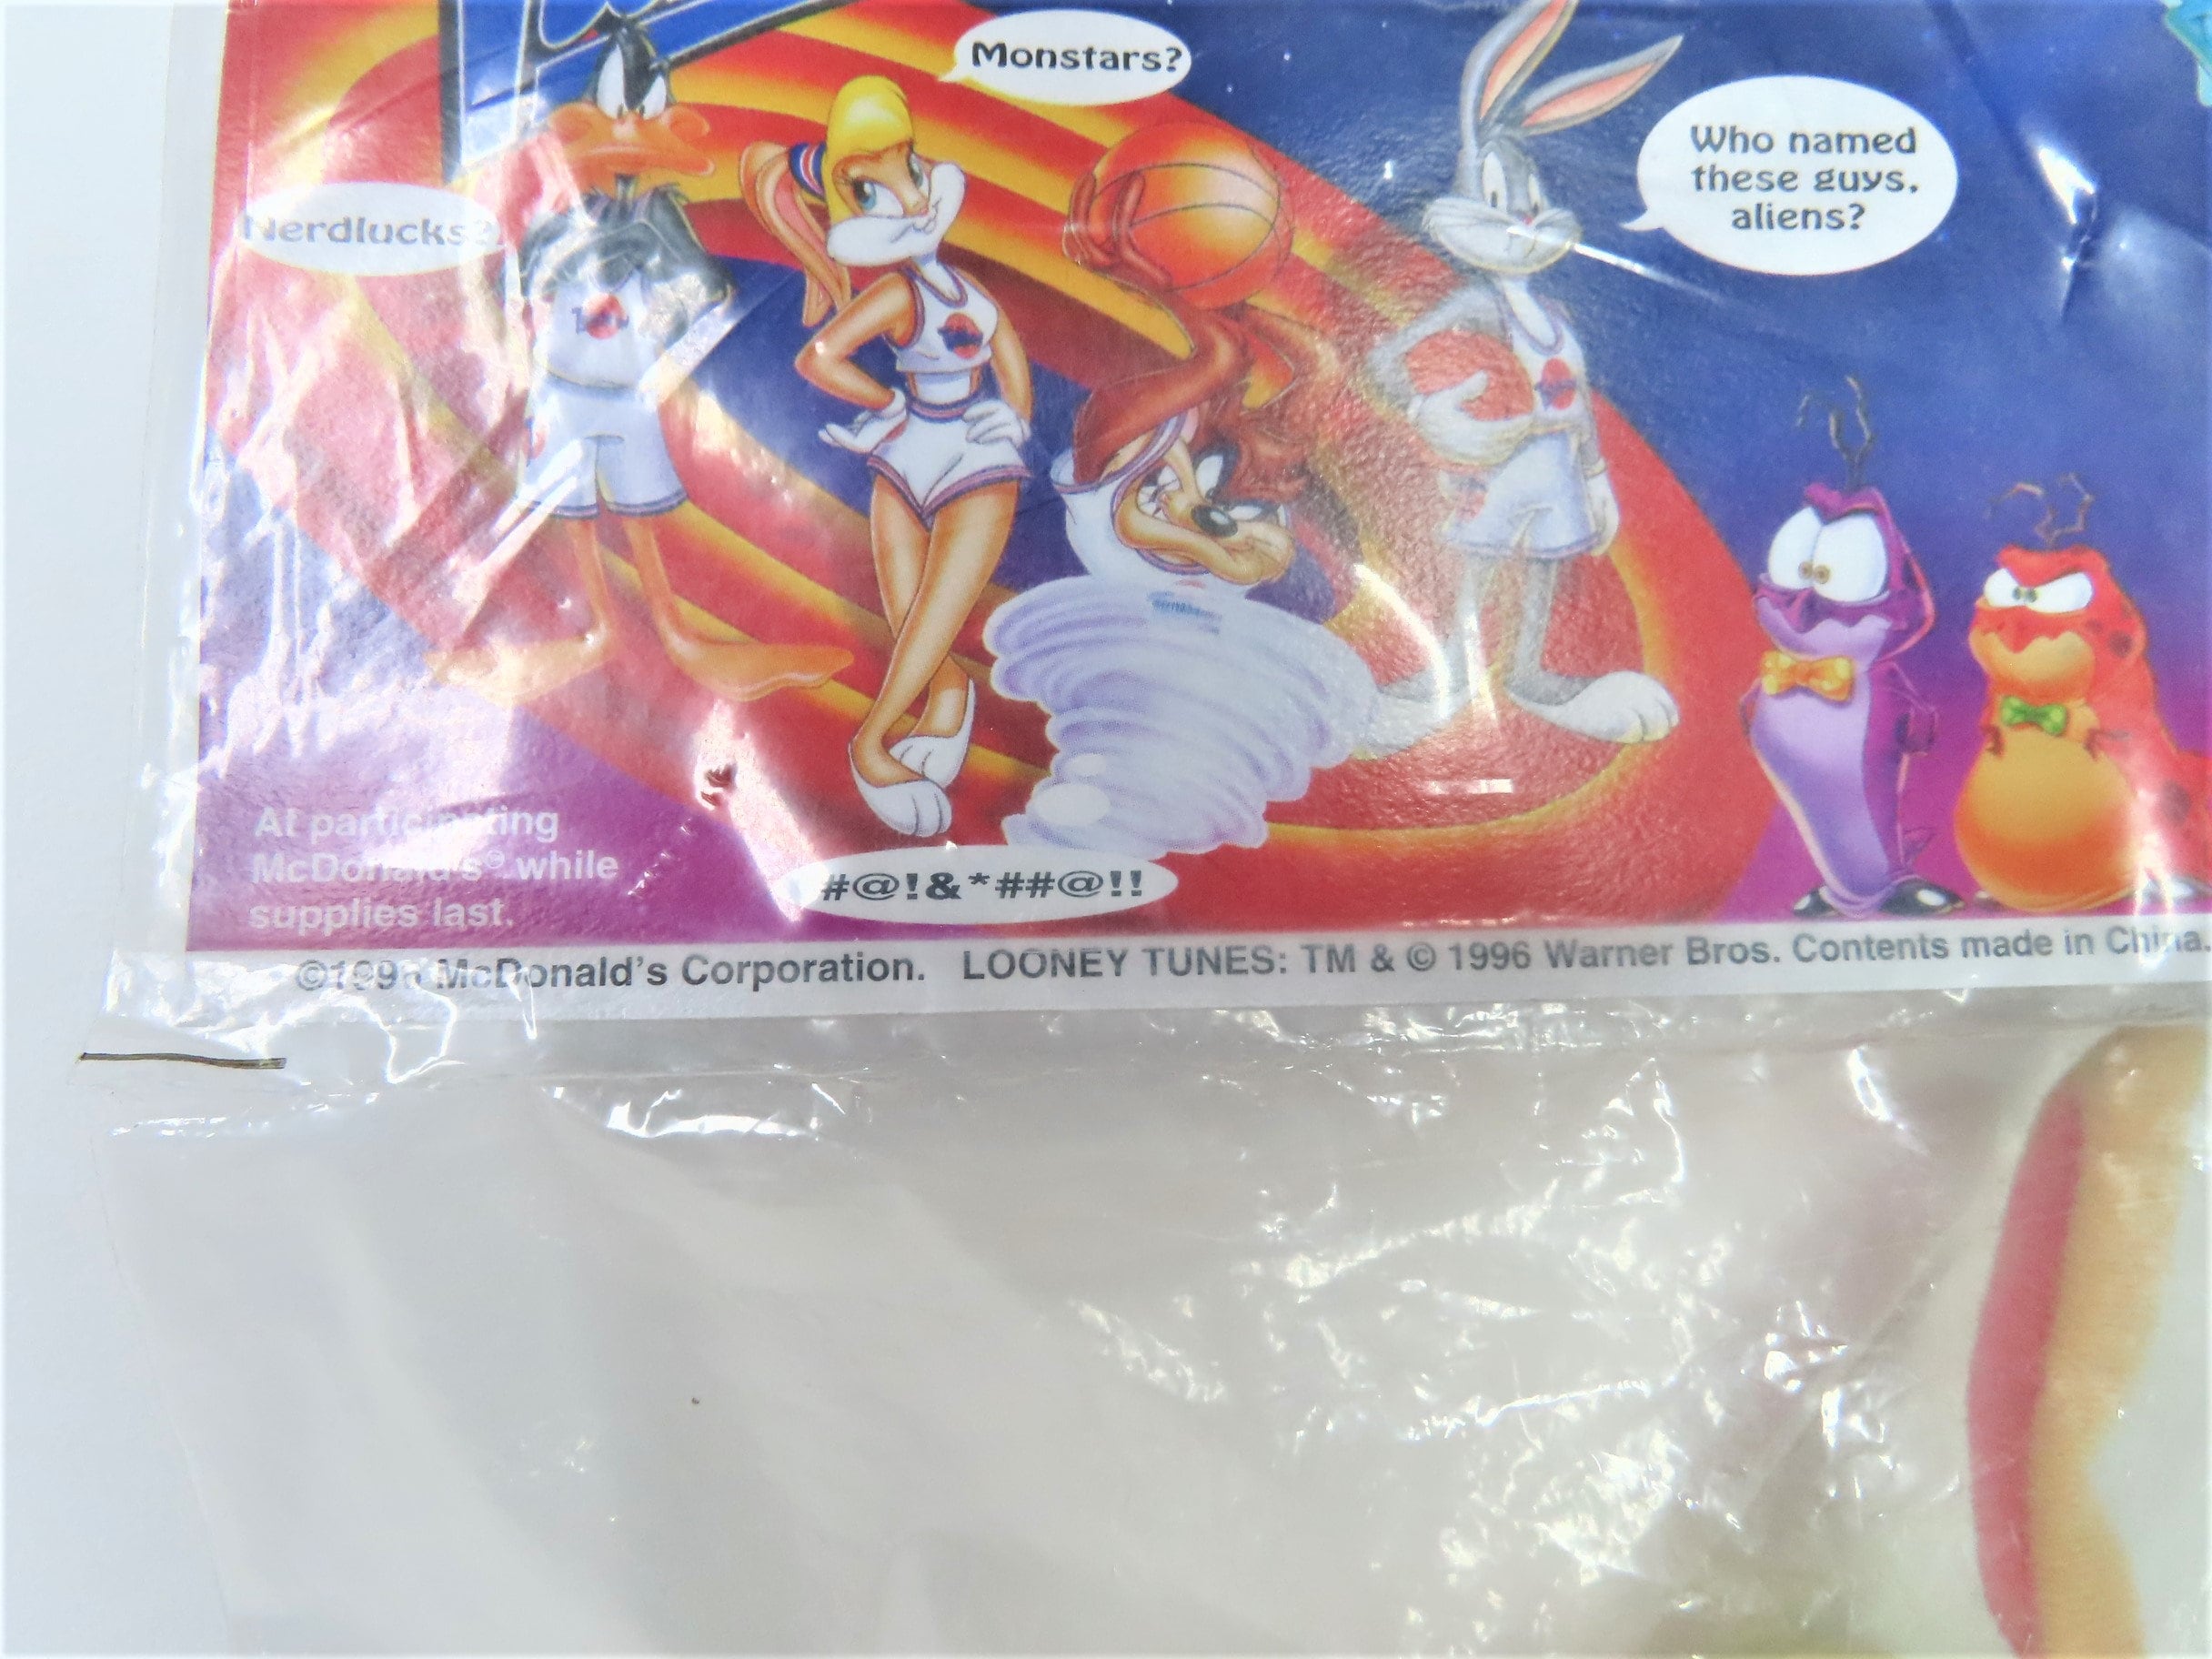 Monstars?
Who named
these guys,
aliens?
Nerdlucks?
At participating
McDonald's® while
supplies last.
#@!&*##@!!
©1996 McDonald's Corporation. LOONEY TUNES: TM & © 1996 Warner Bros. Contents made in China.